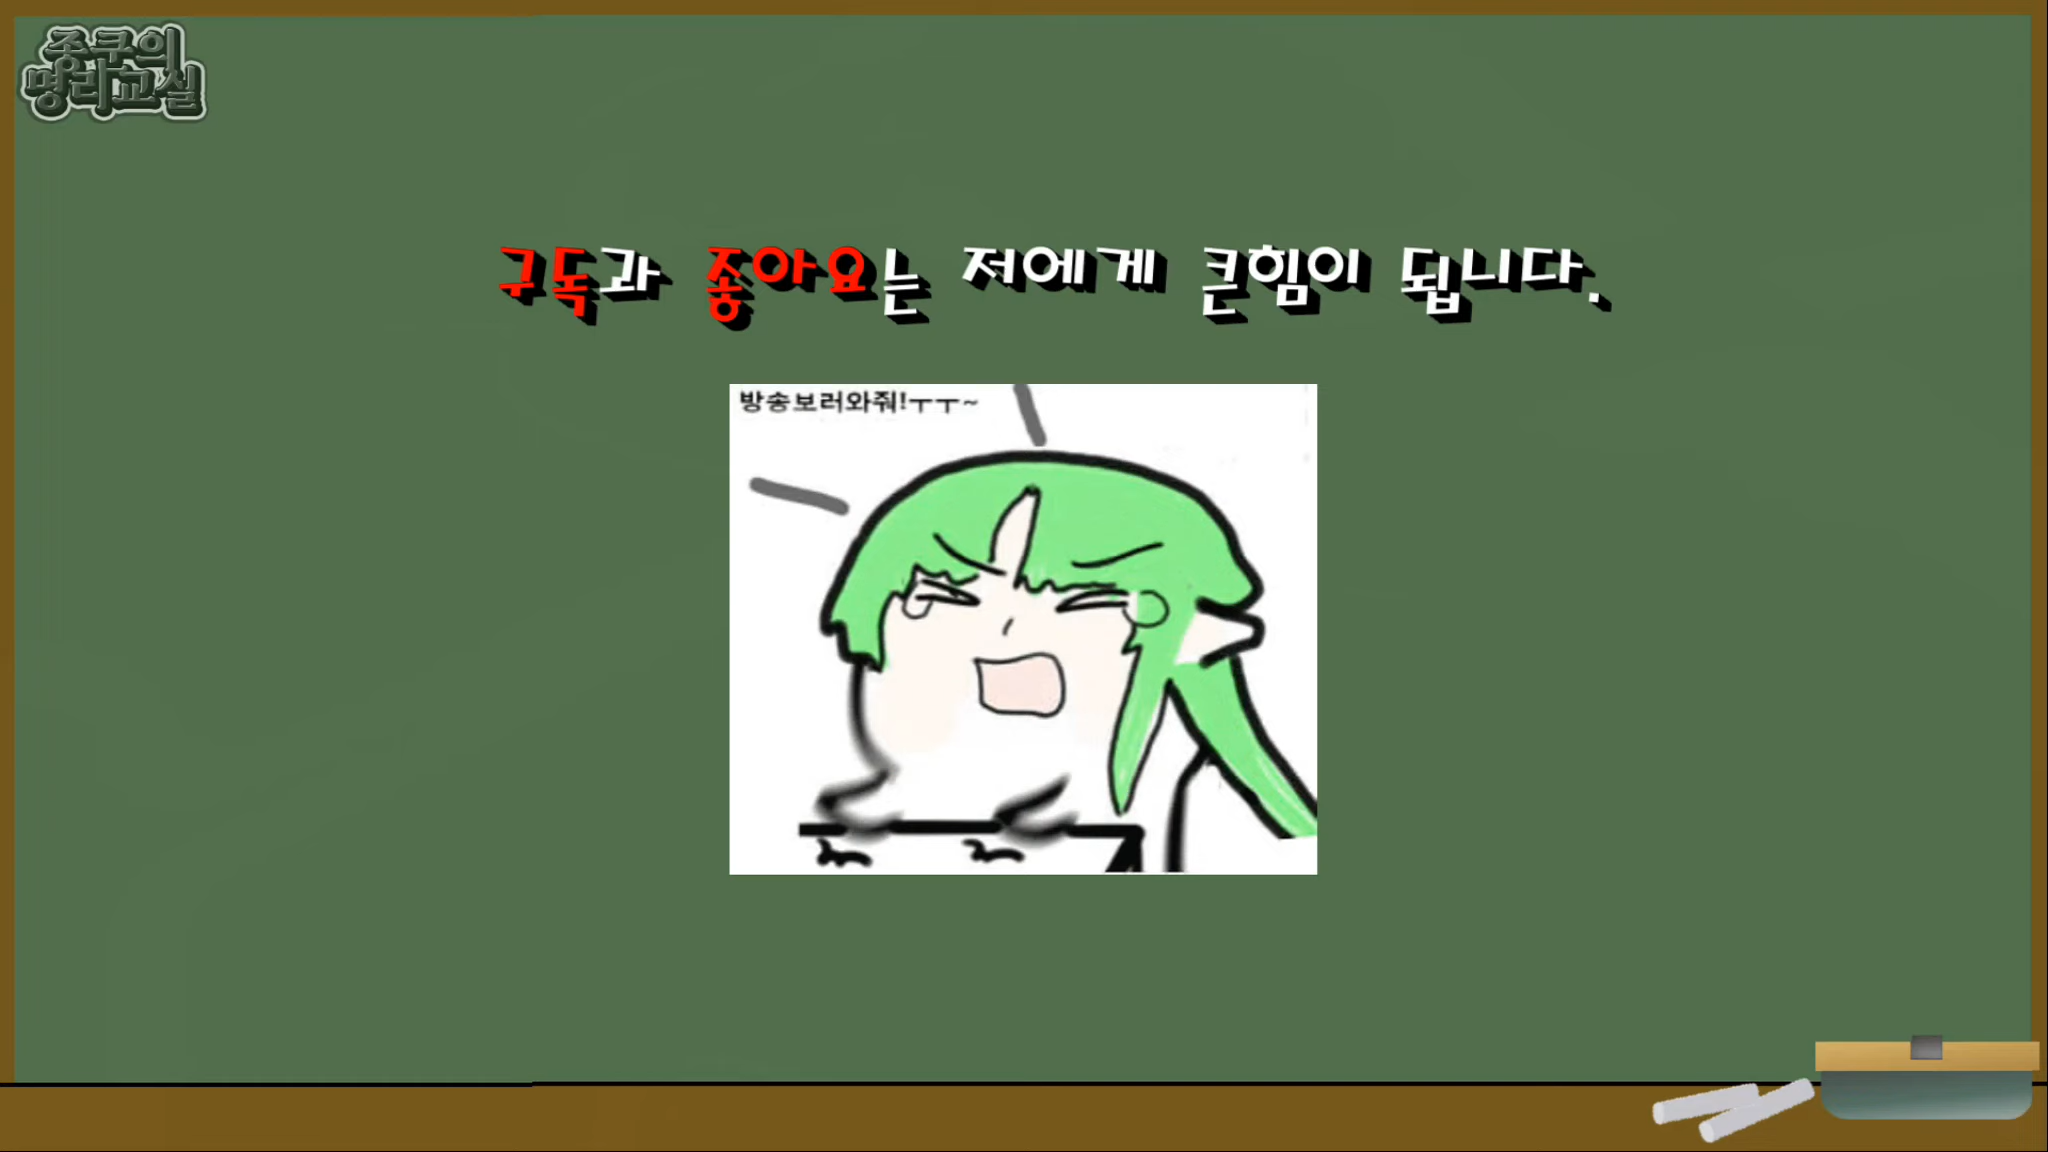 종쿠의
명리교실
구독과 좋아요는 저에게 큰힘이 됩니다.
방송보러와줘!ㅜㅜ~